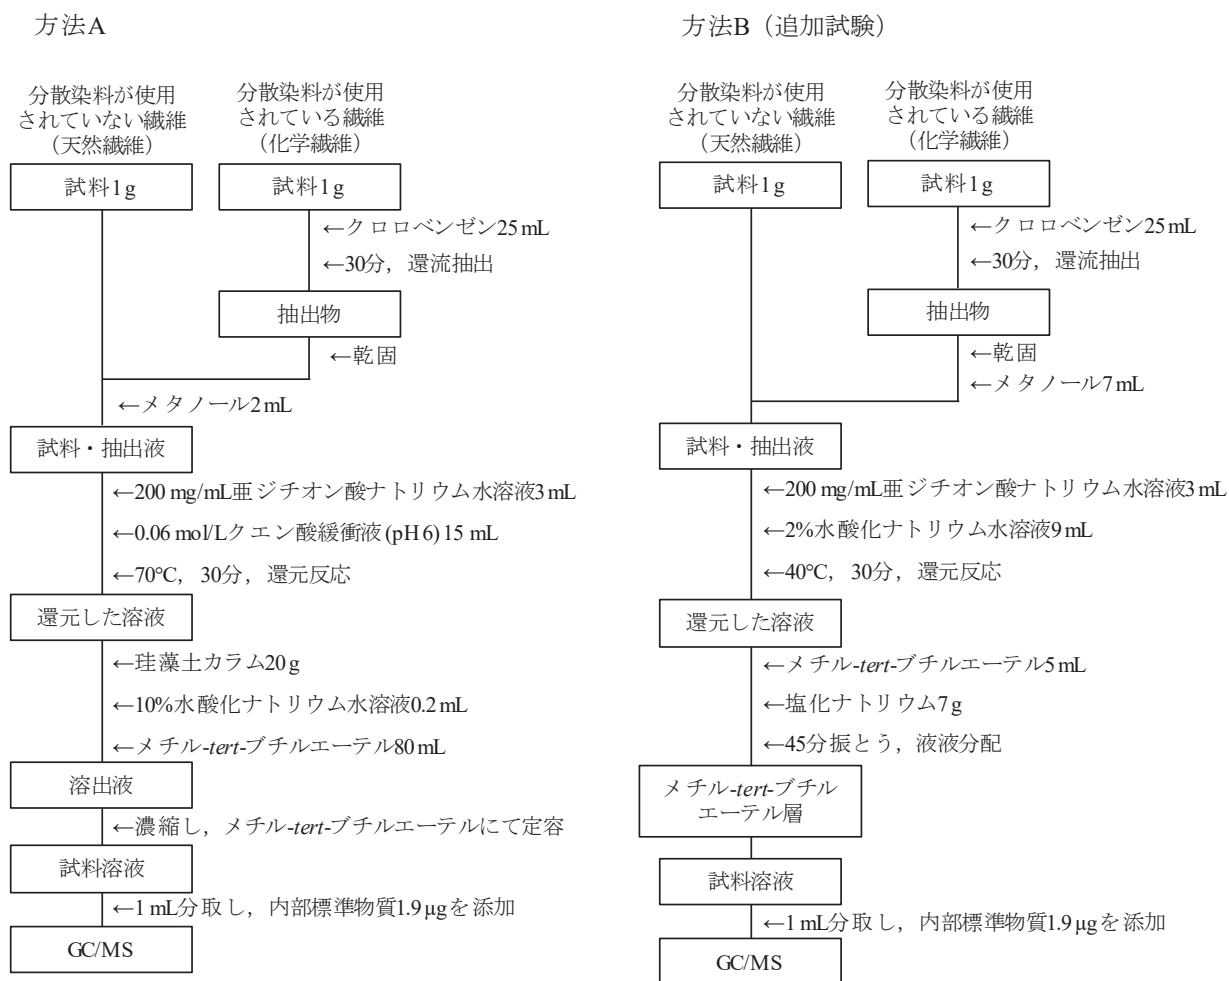 方法A
分散染料が使用
されていない繊維
（天然繊維）
分散染料が使用
されている繊維
（化学繊維）
試料1 g
試料1 g
←クロロベンゼン25 mL
←30分，還流抽出
抽出物
←乾固
←メタノール2 mL
試料・抽出液
←200 mg/mL亜ジチオン酸ナトリウム水溶液3 mL
←0.06 mol/Lクエン酸緩衝液 (pH 6) 15 mL
←70℃，30分，還元反応
還元した溶液
←珪藻土カラム20 g
←10%水酸化ナトリウム水溶液0.2 mL
←メチル-tert-ブチルエーテル80 mL
溶出液
←濃縮し，メチル-tert-ブチルエーテルにて定容
試料溶液
←1 mL分取し，内部標準物質1.9 μgを添加
GC/MS
方法B（追加試験）
分散染料が使用
されていない繊維
（天然繊維）
分散染料が使用
されている繊維
（化学繊維）
試料1 g
試料1 g
←クロロベンゼン25 mL
←30分，還流抽出
抽出物
←乾固
←メタノール7 mL
試料・抽出液
←200 mg/mL亜ジチオン酸ナトリウム水溶液3 mL
←2%水酸化ナトリウム水溶液9 mL
←40℃，30分，還元反応
還元した溶液
←メチル-tert-ブチルエーテル5 mL
←塩化ナトリウム7 g
←45分振とう，液液分配
メチル-tert-ブチル
エーテル層
試料溶液
←1 mL分取し，内部標準物質1.9 μgを添加
GC/MS